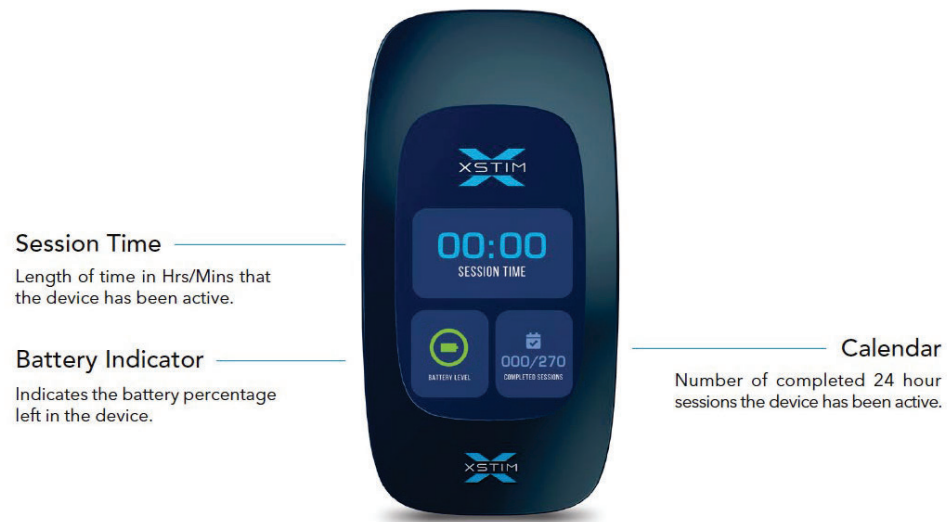 XSTIM
00:00
SESSION TIME
BATTERY LEVEL
000/270
COMPLETED SESSIONS
XSTIM
Session Time
Length of time in Hrs/Mins that
the device has been active.
Battery Indicator
Indicates the battery percentage
left in the device.
Calendar
Number of completed 24 hour
sessions the device has been active.